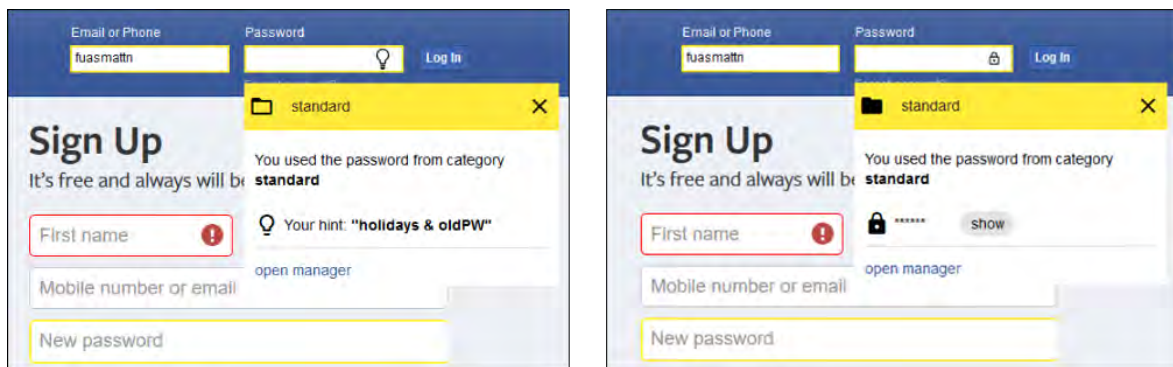 Email or Phone Password
fuasmattn Log In
standard
Sign Up
You used the password from category
It's free and always will be standard
Your hint: "holidays & oldPW"
First name
open manager
Mobile number or email
New password
Email or Phone Password
fuasmattn Log In
standard
Sign Up
You used the password from category
It's free and always will be standard
****** show
First name
open manager
Mobile number or email
New password